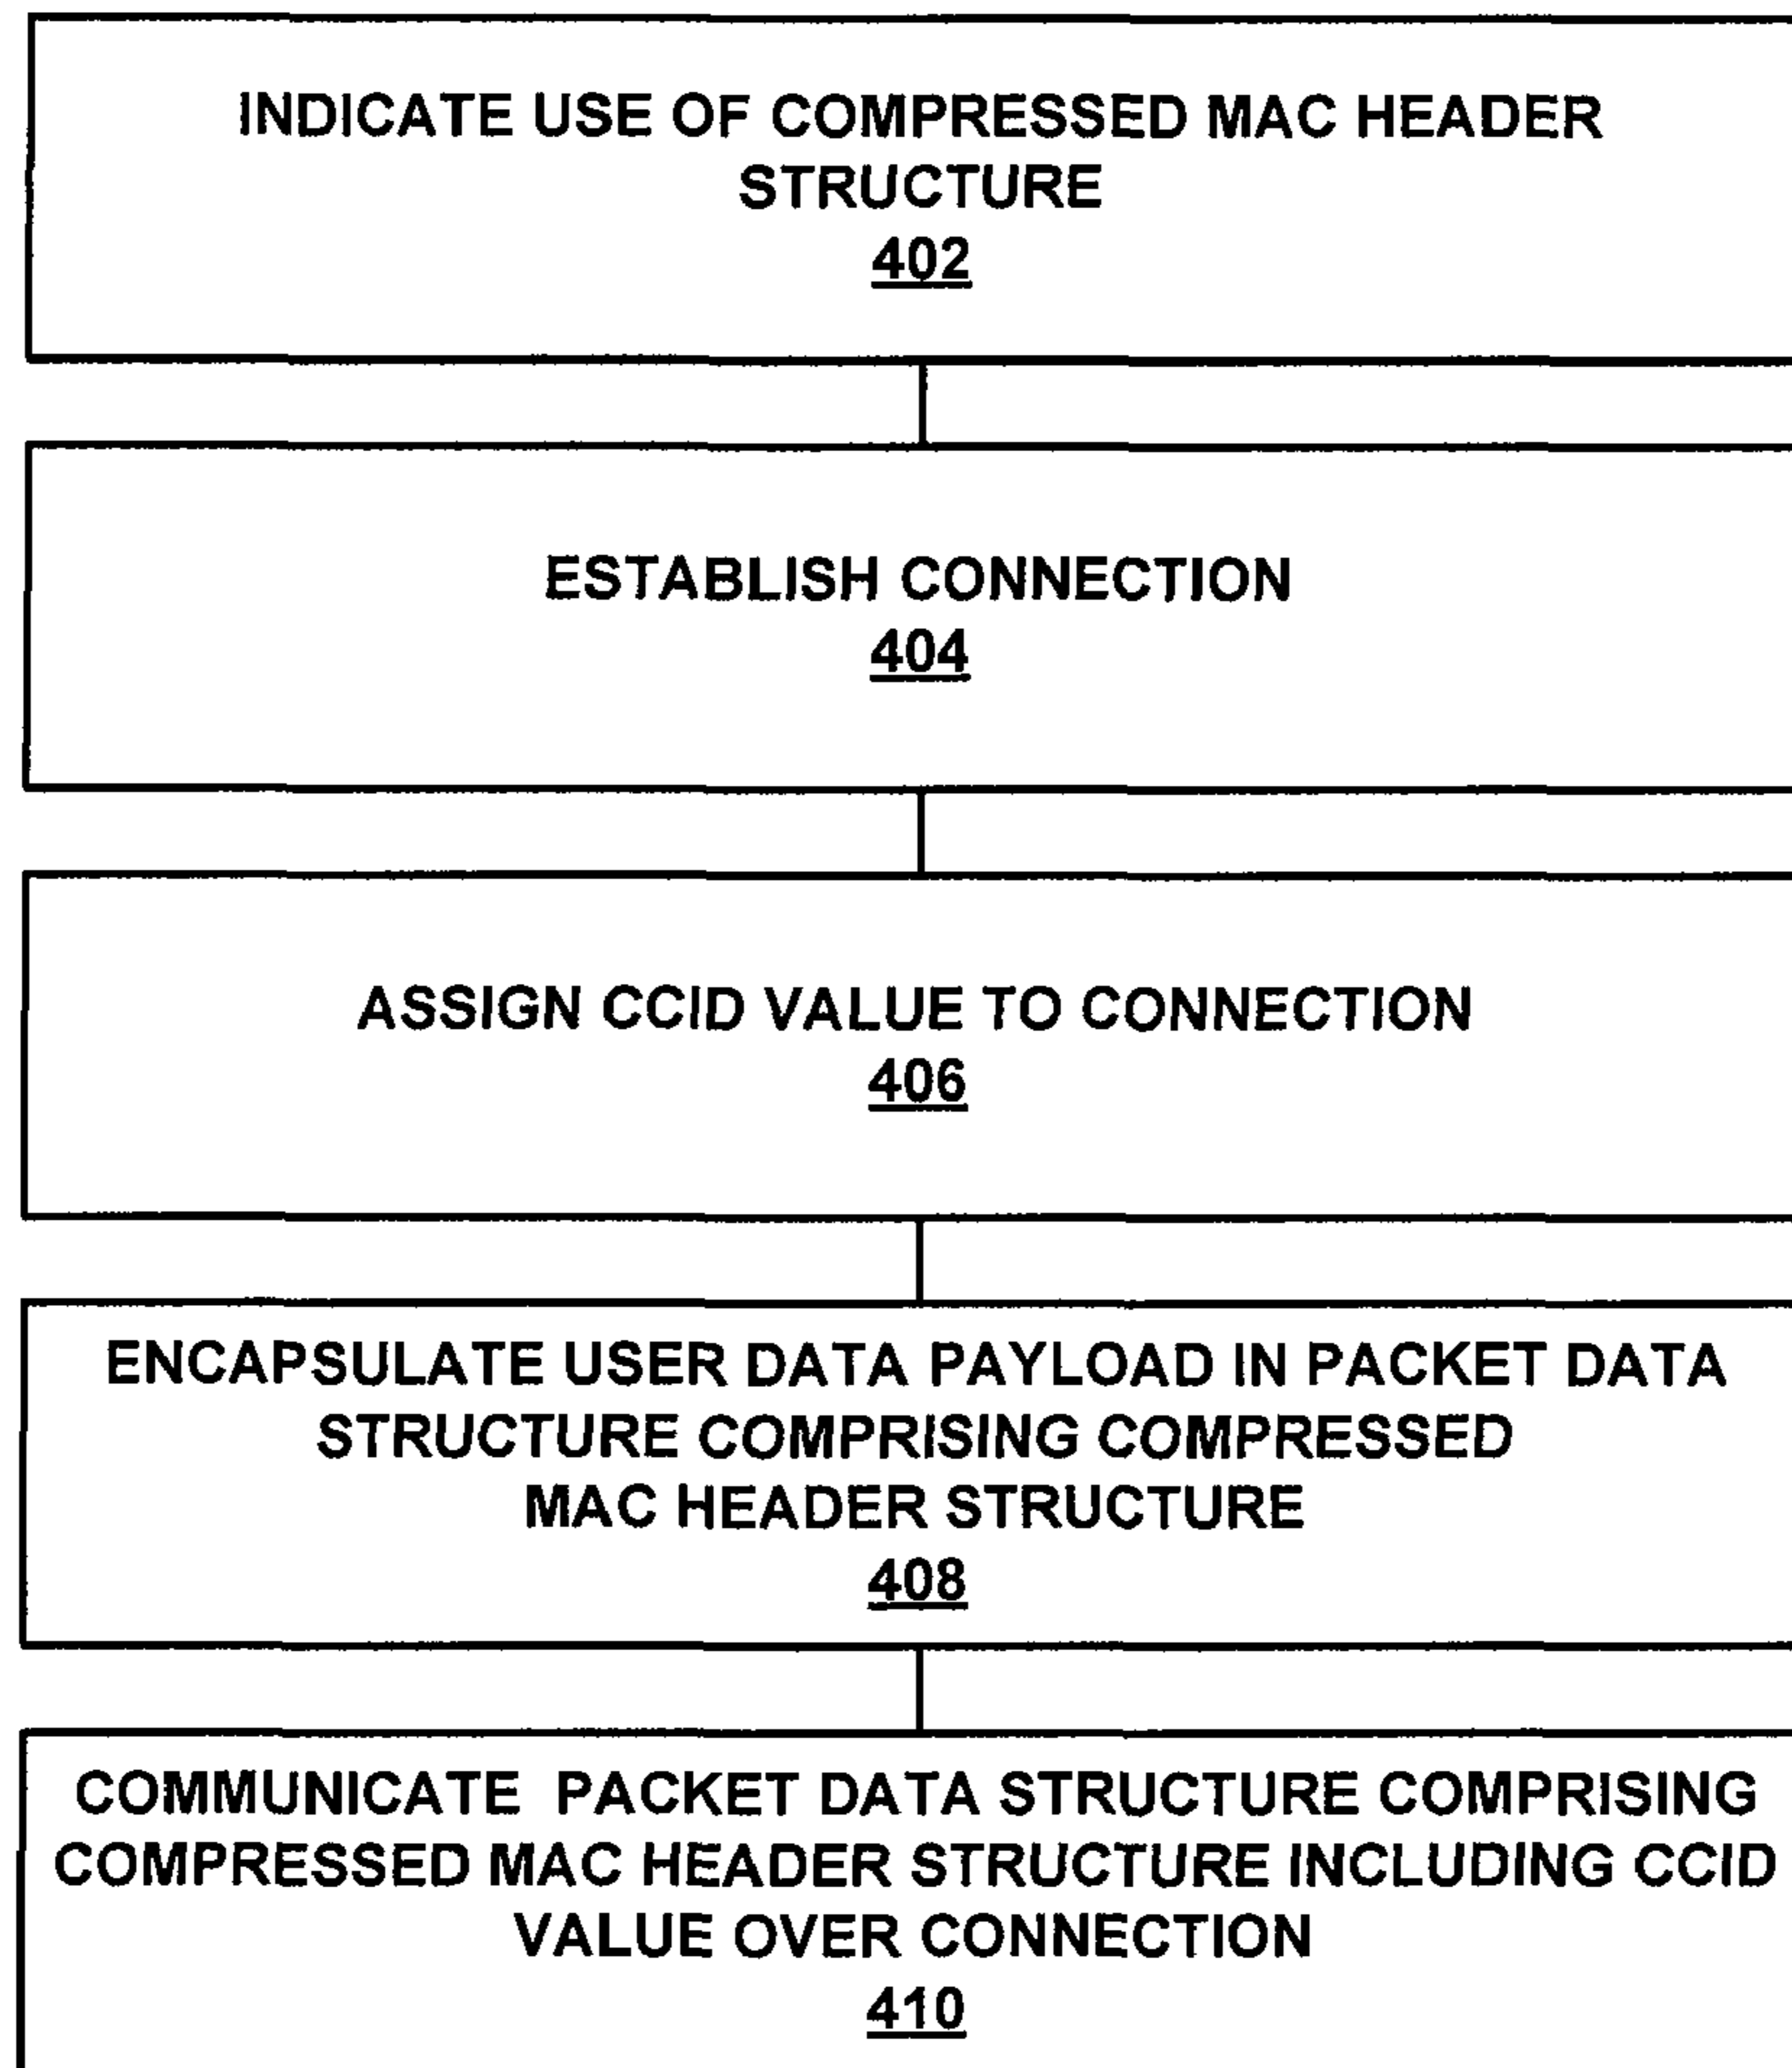 INDICATE USE OF COMPRESSED MAC HEADER
STRUCTURE
402
ESTABLISH CONNECTION
404
ASSIGN CCID VALUE TO CONNECTION
406
ENCAPSULATE USER DATA PAYLOAD IN PACKET DATA
STRUCTURE COMPRISING COMPRESSED
MAC HEADER STRUCTURE
408
COMMUNICATE PACKET DATA STRUCTURE COMPRISING
COMPRESSED MAC HEADER STRUCTURE INCLUDING CCID
VALUE OVER CONNECTION
410